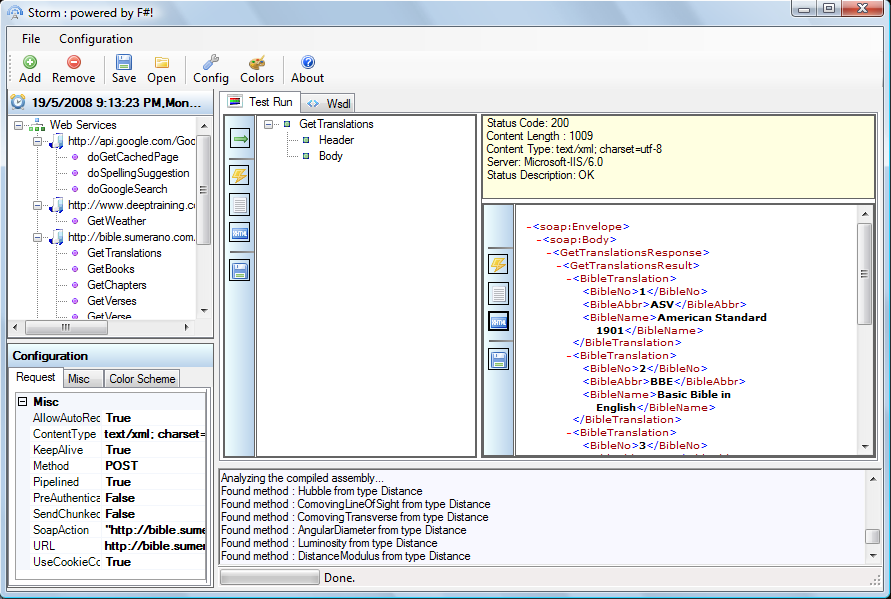 Storm : powered by F#!
File Configuration
Add Remove Save Open Config Colors About
19/5/2008 9:13:23 PM,Mon...
Web Services
http://api.google.com/Goo
doGetCachedPage
doSpellingSuggestion
doGoogleSearch
http://www.deeptraining.c
GetWeather
http://bible.sumerano.com.
GetTranslations
GetBooks
GetChapters
GetVerses
GetVerse
Configuration
Request Misc Color Scheme
Misc
AllowAutoRec True
ContentType text/xml; charset=
KeepAlive True
Method POST
Pipelined True
PreAuthentica False
SendChunked False
SoapAction "http://bible.sume
URL http://bible.sumer
UseCookieCo True
Test Run Wsdl
GetTranslations
Header
Body
Status Code: 200
Content Length : 1009
Content Type: text/xml; charset=utf-8
Server: Microsoft-IIS/6.0
Status Description: OK
-<soap:Envelope>
-<soap:Body>
-<GetTranslationsResponse>
-<GetTranslationsResult>
-<BibleTranslation>
<BibleNo>1</BibleNo>
<BibleAbbr>ASV</BibleAbbr>
<BibleName>American Standard
1901</BibleName>
</BibleTranslation>
-<BibleTranslation>
<BibleNo>2</BibleNo>
<BibleAbbr>BBE</BibleAbbr>
<BibleName>Basic Bible in
English</BibleName>
</BibleTranslation>
-<BibleTranslation>
<BibleNo>3</BibleNo>
Analyzing the compiled assembly...
Found method : Hubble from type Distance
Found method : ComovingLineOfSight from type Distance
Found method : ComovingTransverse from type Distance
Found method : AngularDiameter from type Distance
Found method : Luminosity from type Distance
Found method : DistanceModulus from type Distance
Done.